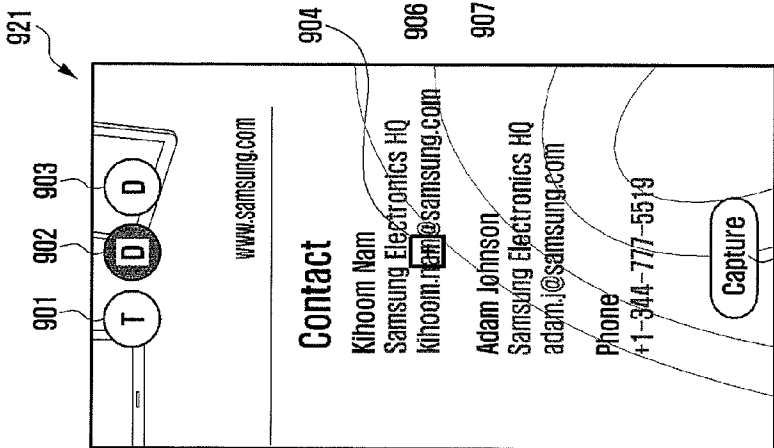 921
901
902
903
T
D
D
www.samsung.com
Contact
Kihoom Nam
Samsung Electronics HQ
kihoom.nam@samsung.com
904
906
907
Adam Johnson
Samsung Electronics HQ
adam.j@samsung.com
Phone
+1-344-777-5519
Capture